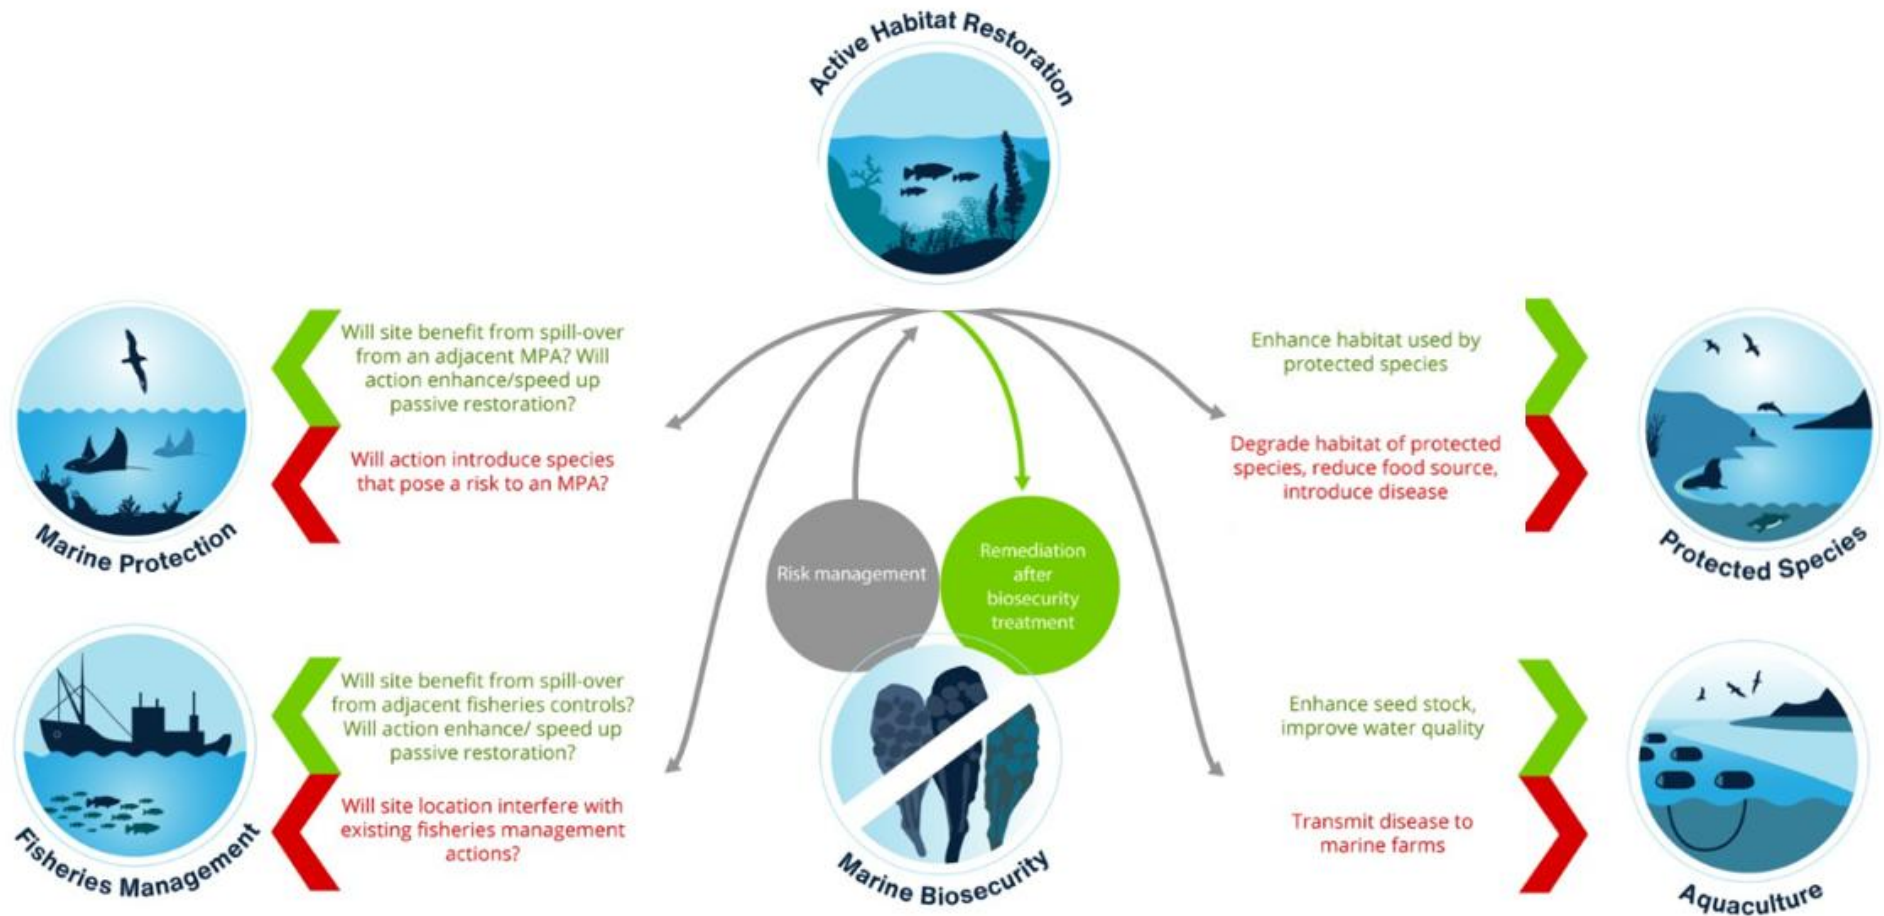 Active Habitat Restoration
Will site benefit from spill-over
from an adjacent MPA? Will
action enhance/speed up
passive restoration?
Will action introduce species
that pose a risk to an MPA?
Marine Protection
Enhance habitat used by
protected species
Degrade habitat of protected
species, reduce food source,
introduce disease
Protected Species
Risk management
Remediation
after
biosecurity
treatment
Marine Biosecurity
Will site benefit from spill-over
from adjacent fisheries controls?
Will action enhance/ speed up
passive restoration?
Will site location interfere with
existing fisheries management
actions?
Fisheries Management
Enhance seed stock,
improve water quality
Transmit disease to
marine farms
Aquaculture